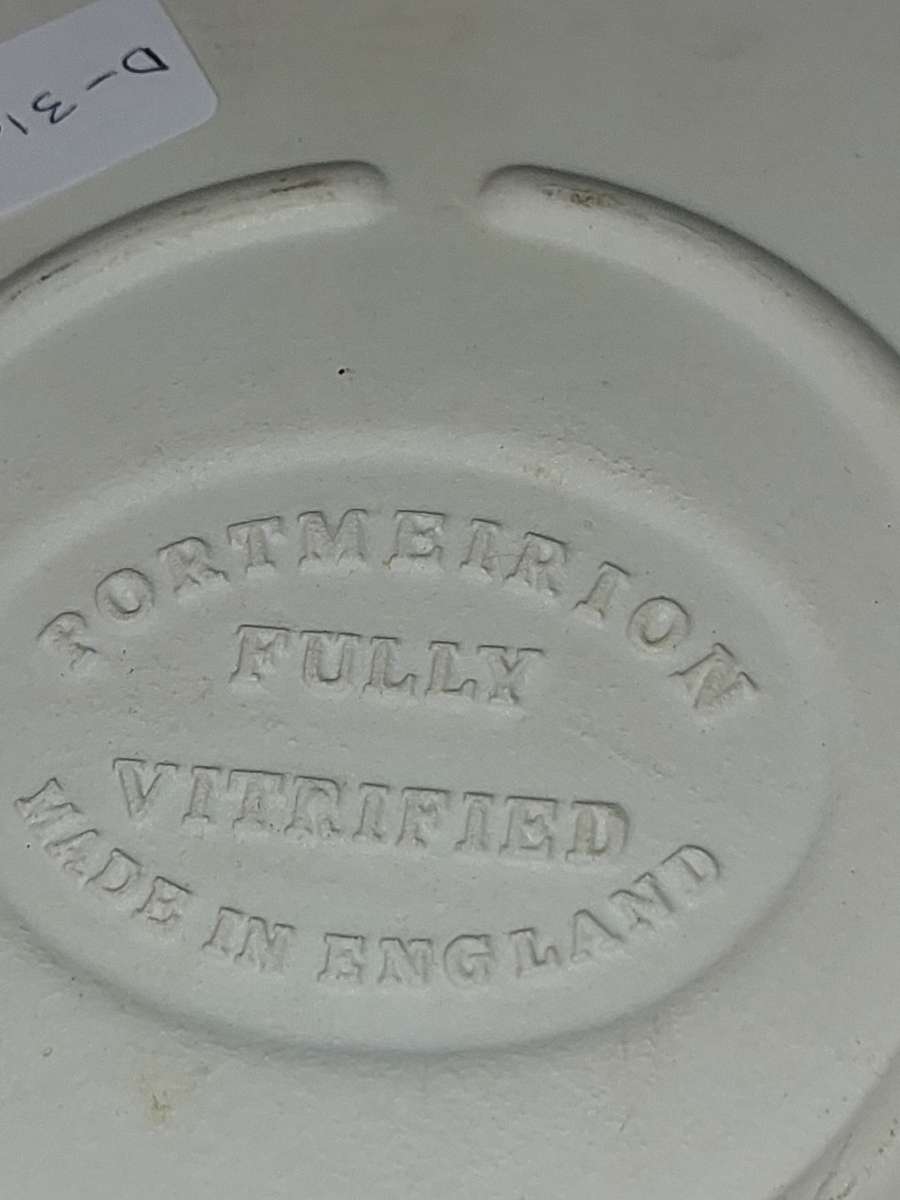 D-31
PORTMEIRION
FULLY
VITRIFIED
MADE IN ENGLAND